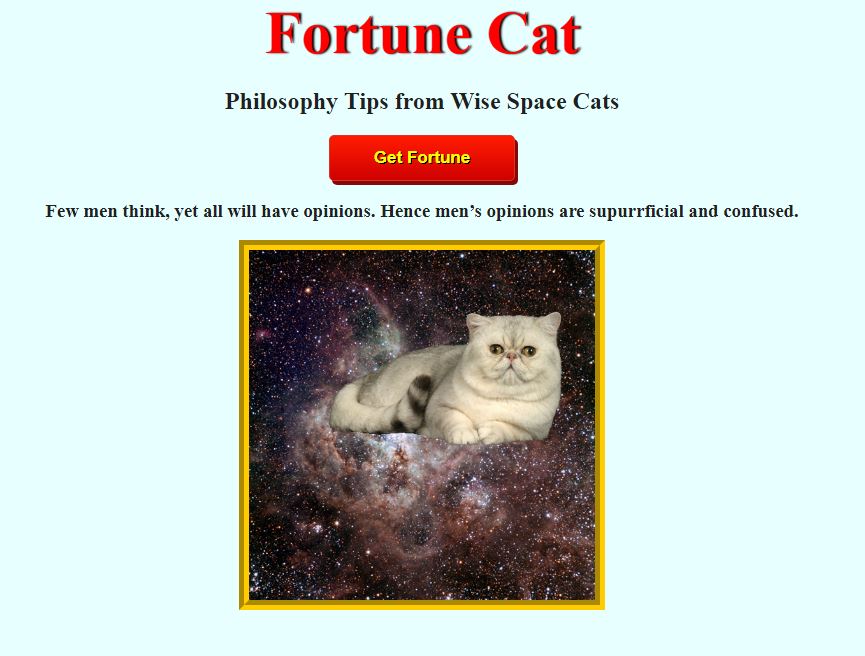 Fortune Cat
Philosophy Tips from Wise Space Cats
Get Fortune
Few men think, yet all will have opinions. Hence men’s opinions are supurrficial and confused.